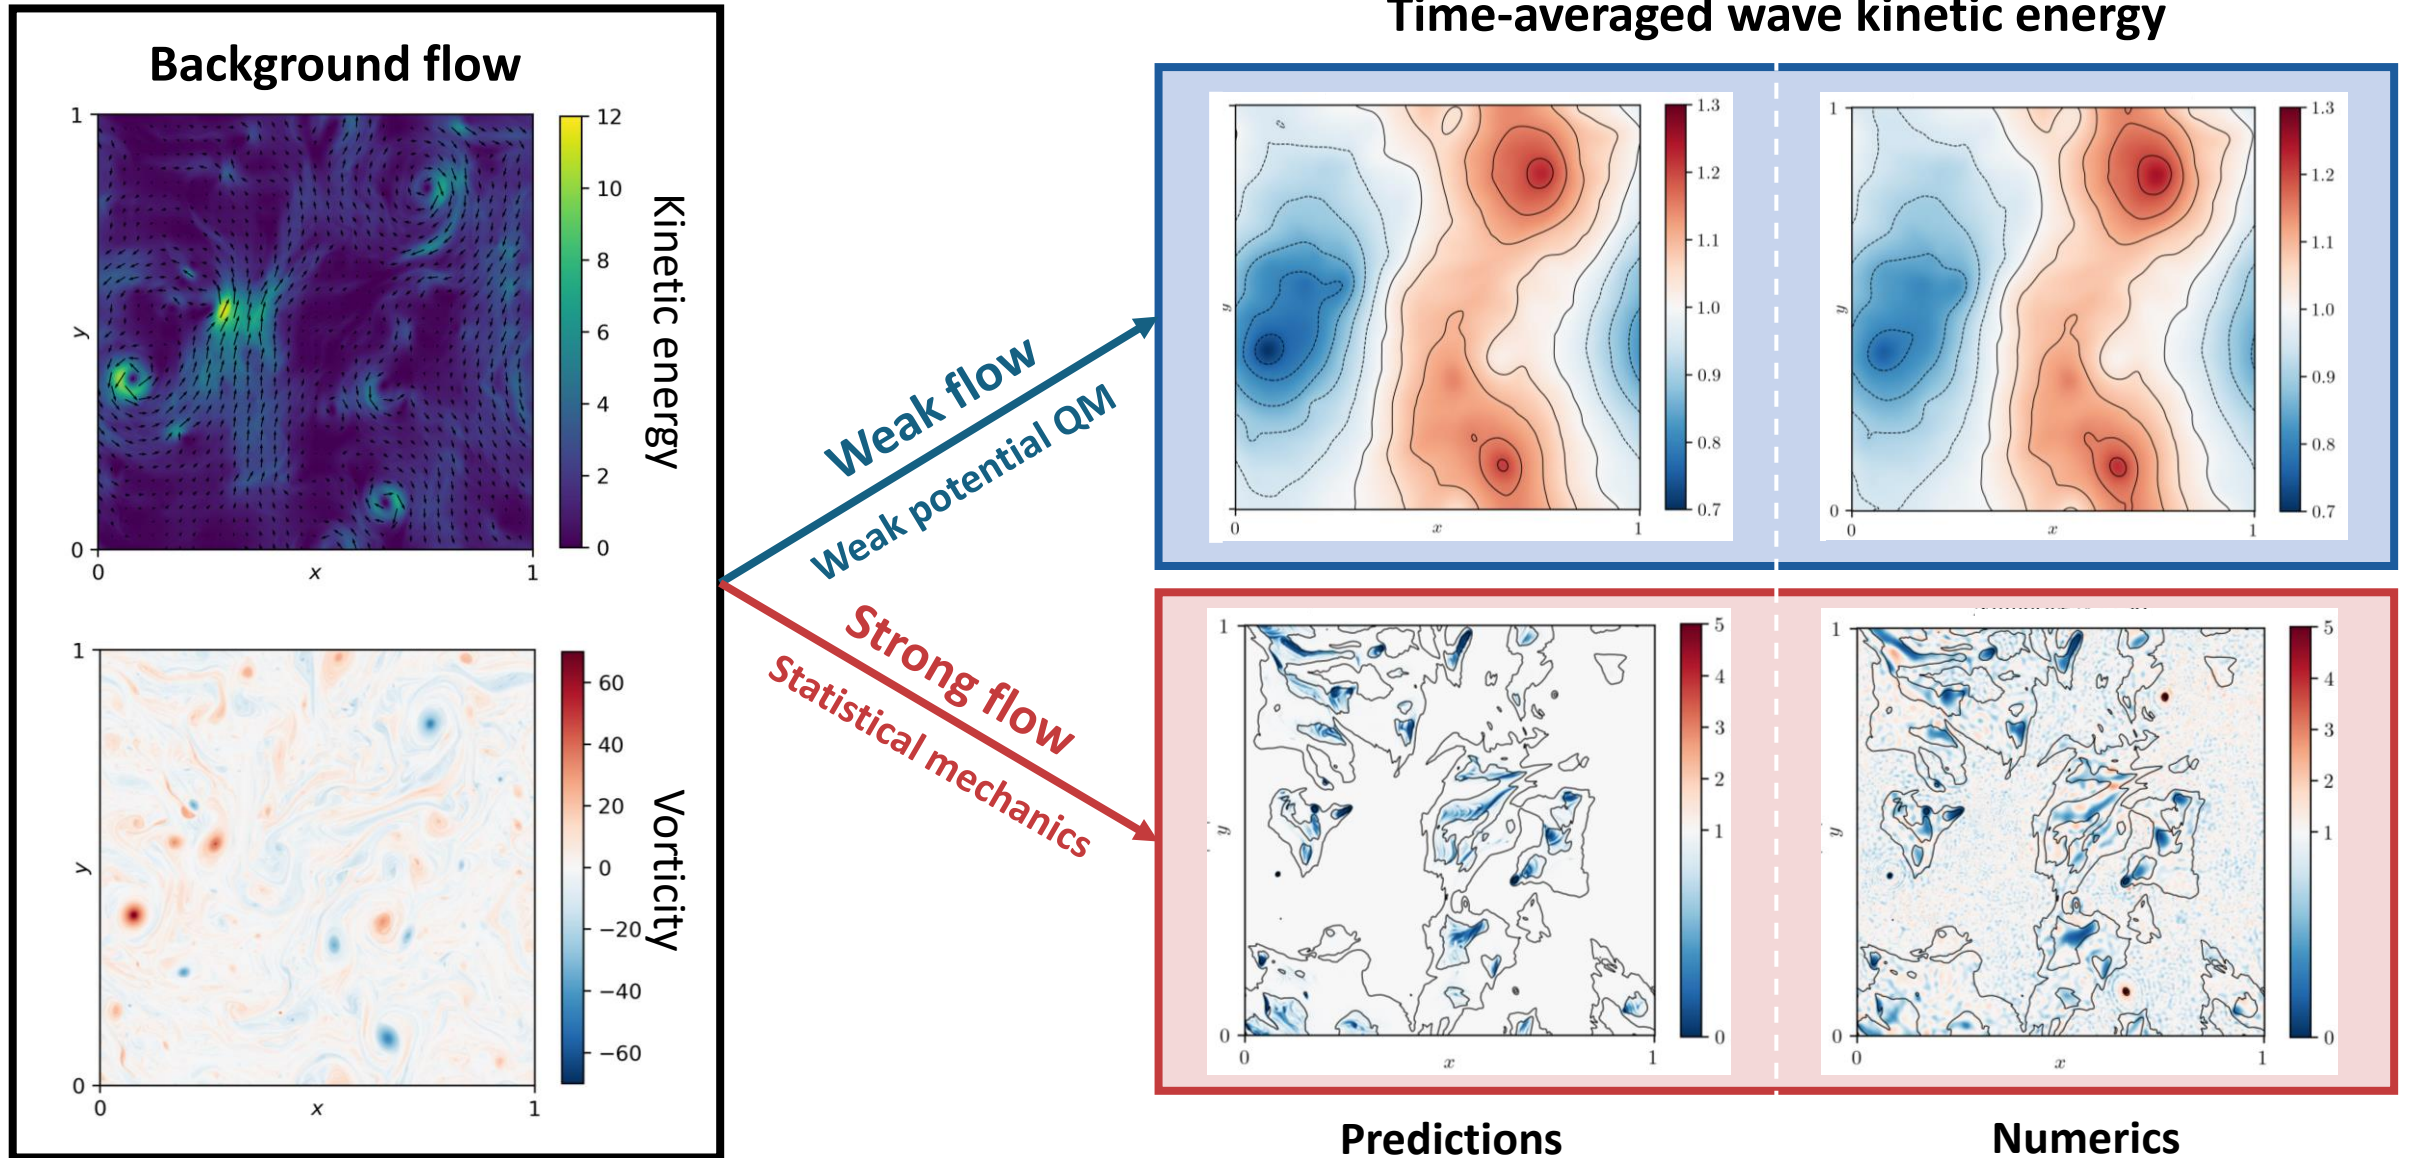 Time-averaged wave kinetic energy
Background flow
1
y
0
0
x
1
12
10
8
6
4
2
0
Kinetic energy
1
y
0
0
x
1
60
40
20
0
−20
−40
−60
Vorticity
Weak flow
Weak potential QM
Strong flow
Statistical mechanics
y
0
x
1
1.3
1.2
1.1
1.0
0.9
0.8
0.7
1
y
0
0
x
1
1.3
1.2
1.1
1.0
0.9
0.8
0.7
1
y
0
0
x
1
5
4
3
2
1
0
1
y
0
0
x
1
5
4
3
2
1
0
Predictions
Numerics